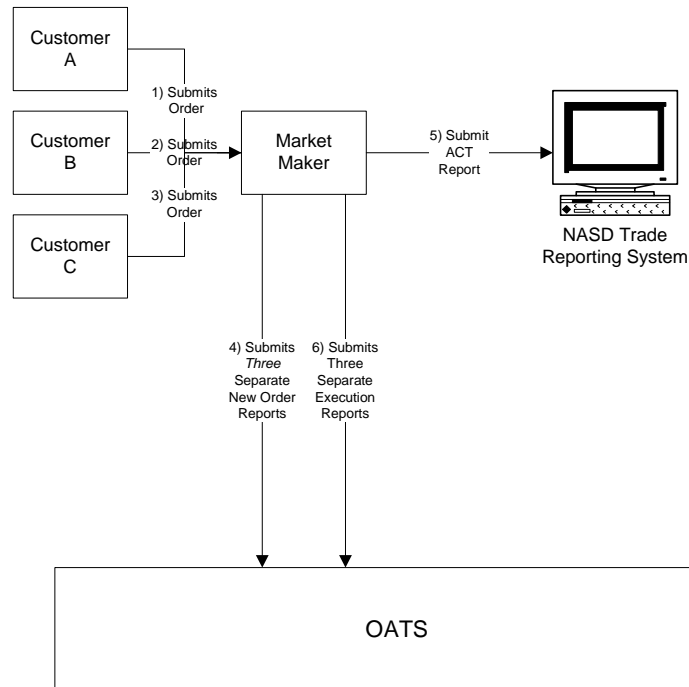 Customer
A
1) Submits
Order
Customer
B
2) Submits
Order
3) Submits
Order
Customer
C
Market
Maker
5) Submit
ACT
Report
NASD Trade
Reporting System
4) Submits
Three
Separate
New Order
Reports
6) Submits
Three
Separate
Execution
Reports
OATS